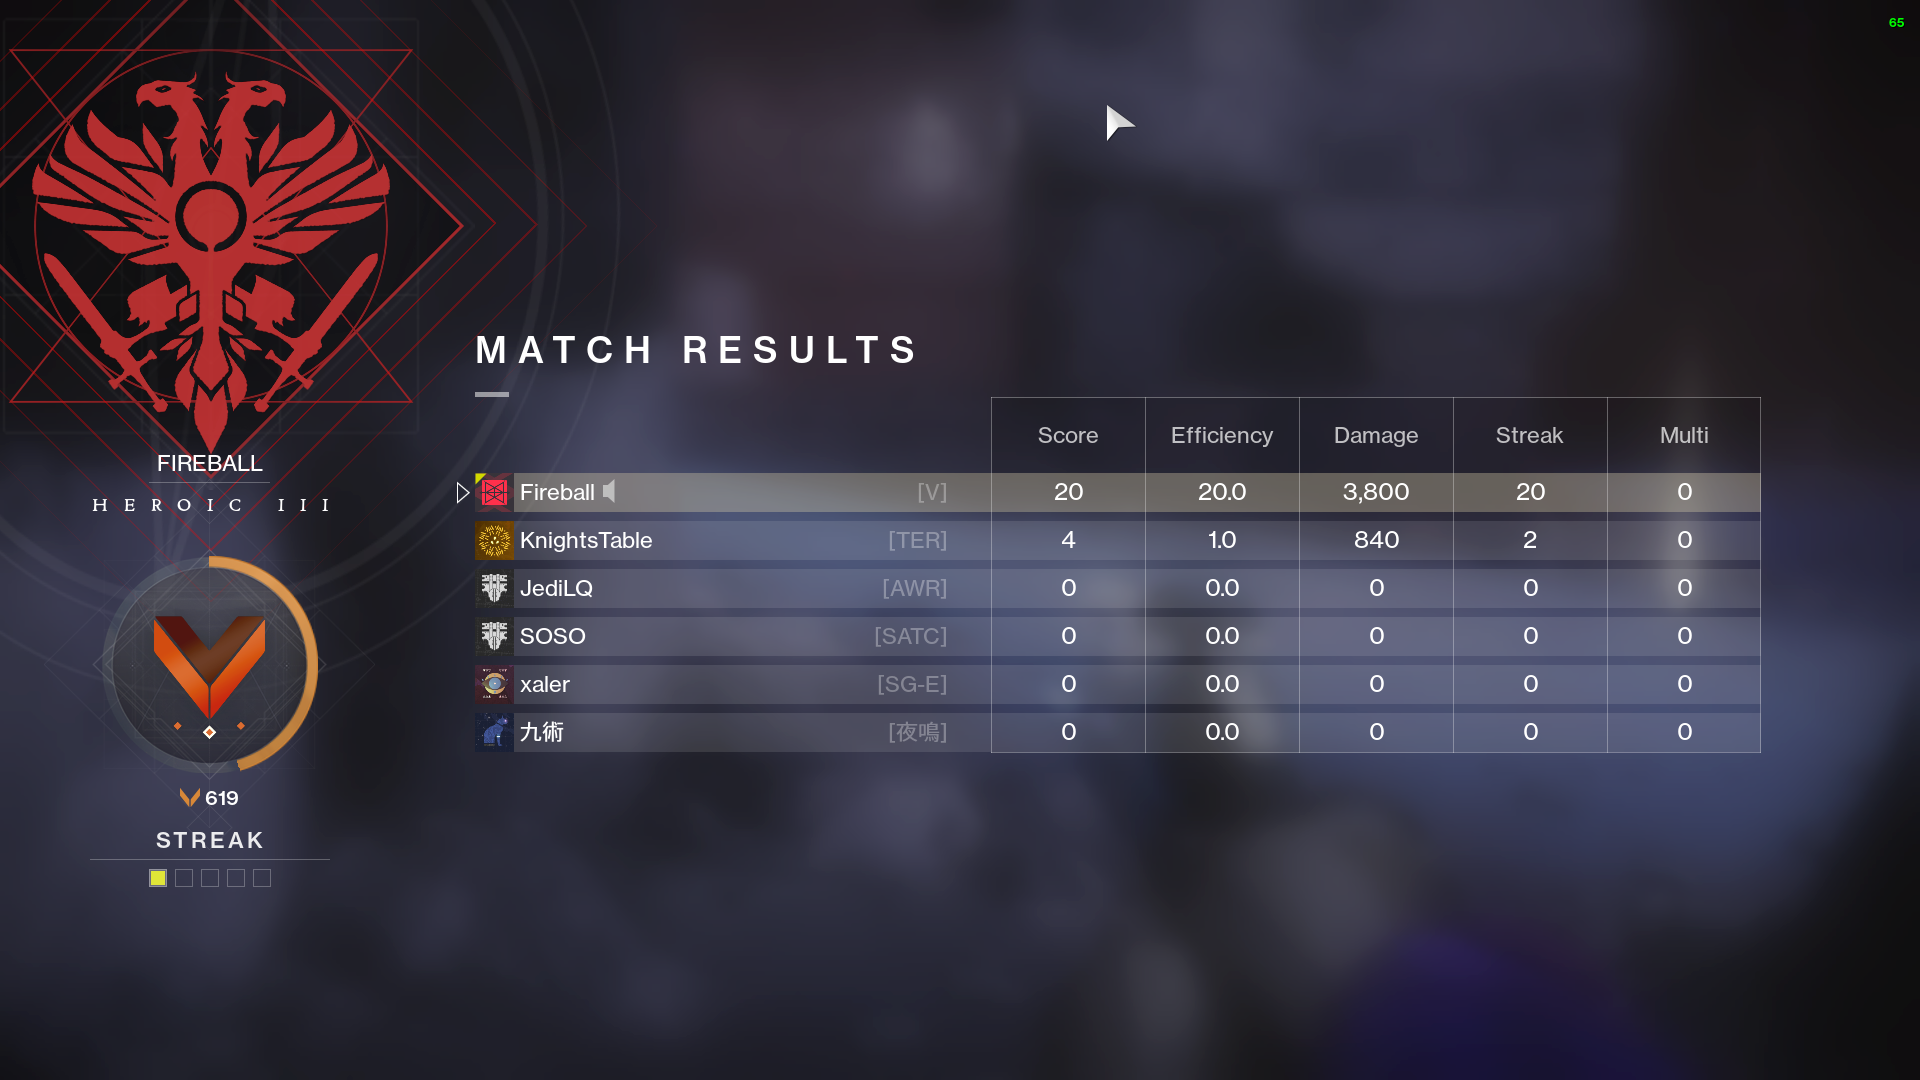 65
FIREBALL
HEROIC III
619
STREAK
MATCH RESULTS
Score Efficiency Damage Streak Multi
Fireball [V] 20 20.0 3,800 20 0
KnightsTable [TER] 4 1.0 840 2 0
JediLQ [AWR] 0 0.0 0 0 0
SOSO [SATC] 0 0.0 0 0 0
xaler [SG-E] 0 0.0 0 0 0
九術 [夜鳴] 0 0.0 0 0 0